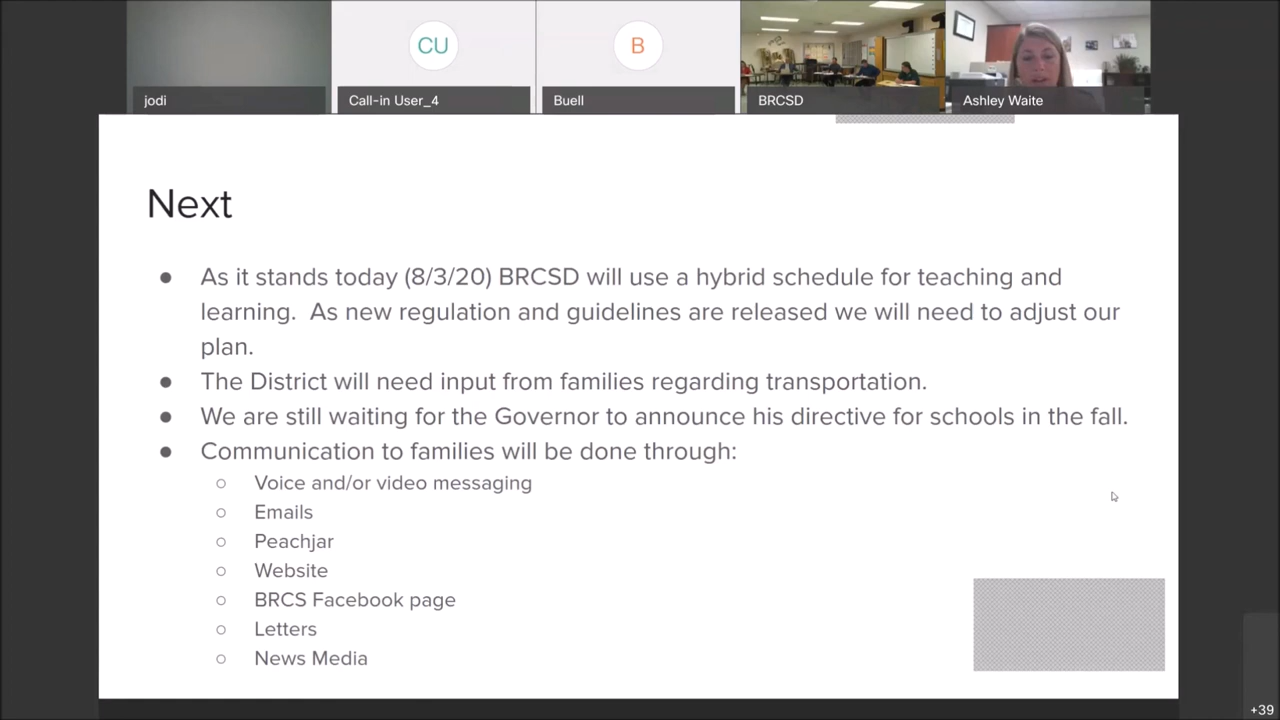 CU
B
jodi
Call-in User_4
Buell
BRCSD
Ashley Waite
Next
● As it stands today (8/3/20) BRCSD will use a hybrid schedule for teaching and
learning.  As new regulation and guidelines are released we will need to adjust our
plan.
● The District will need input from families regarding transportation.
● We are still waiting for the Governor to announce his directive for schools in the fall.
● Communication to families will be done through:
○ Voice and/or video messaging
○ Emails
○ Peachjar
○ Website
○ BRCS Facebook page
○ Letters
○ News Media
+39